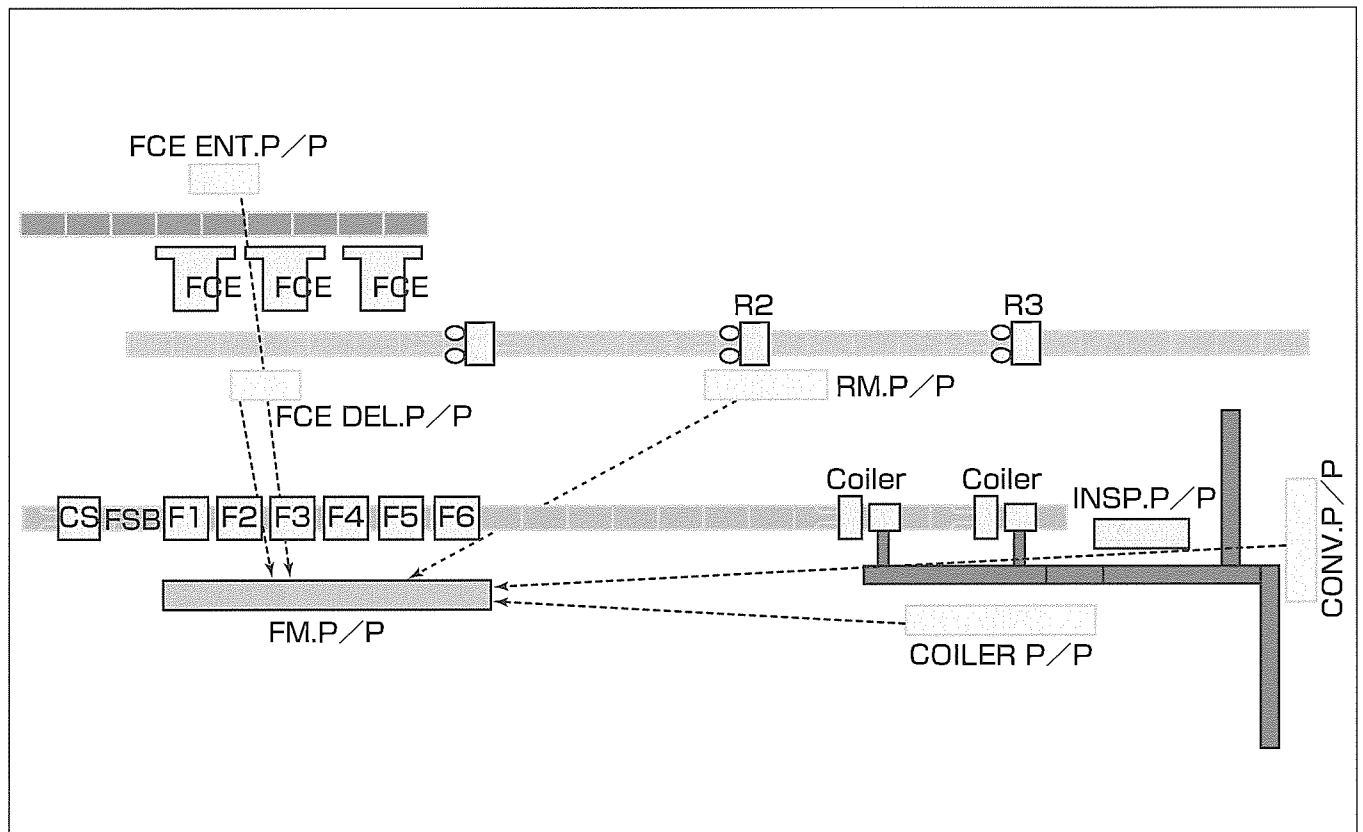 FCE ENT.P／P
FCE FCE FCE
R2 R3
RM.P／P
FCE DEL.P／P
Coiler Coiler
INSP.P／P
CONV.P／P
CS FSB F1 F2 F3 F4 F5 F6
FM.P／P
COILER P／P